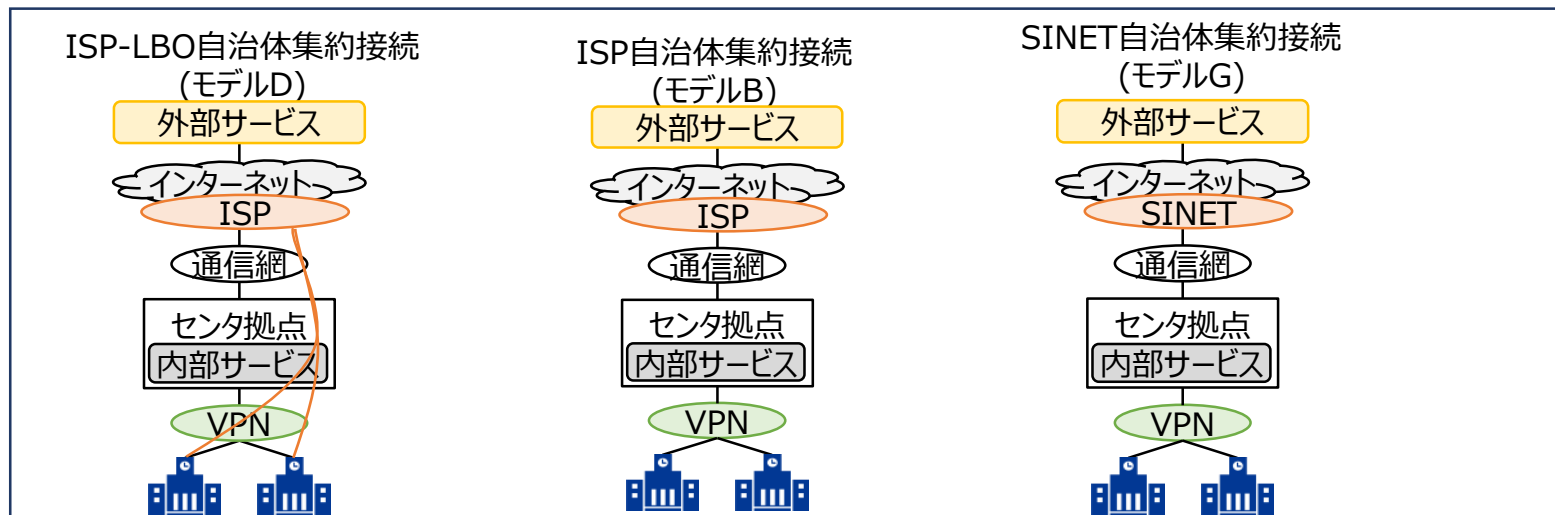 ISP-LBO自治体集約接続
(モデルD)
外部サービス
インターネット
ISP
通信網
センタ拠点
内部サービス
VPN
ISP自治体集約接続
(モデルB)
外部サービス
インターネット
ISP
通信網
センタ拠点
内部サービス
VPN
SINET自治体集約接続
(モデルG)
外部サービス
インターネット
SINET
通信網
センタ拠点
内部サービス
VPN